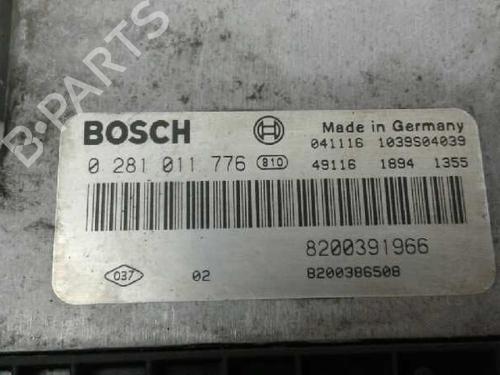 B-PARTS
BOSCH
Made in Germany
041116 1039S04039
0 281 011 776 810 49116 1894 1355
8200391966
037 02 8200386508